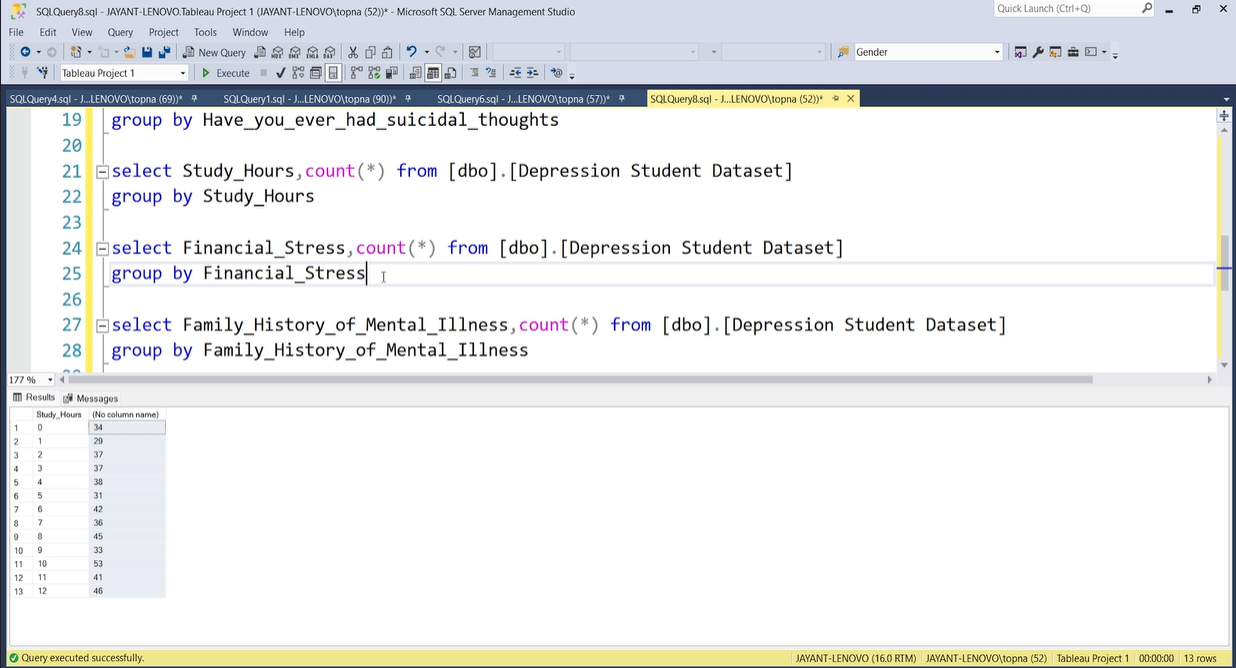 SQLQuery8.sql - JAYANT-LENOVO.Tableau Project 1 (JAYANT-LENOVO\topna (52))* - Microsoft SQL Server Management Studio
Quick Launch (Ctrl+Q)
File Edit View Query Project Tools Window Help
New Query Gender
Tableau Project 1 Execute
SQLQuery4.sql - J...LENOVO\topna (69))* SQLQuery1.sql - J...LENOVO\topna (90))* SQLQuery6.sql - J...LENOVO\topna (57))* SQLQuery8.sql - J...LENOVO\topna (52))*
19 group by Have_you_ever_had_suicidal_thoughts
20
21 select Study_Hours,count(*) from [dbo].[Depression Student Dataset]
22 group by Study_Hours
23
24 select Financial_Stress,count(*) from [dbo].[Depression Student Dataset]
25 group by Financial_Stress
26
27 select Family_History_of_Mental_Illness,count(*) from [dbo].[Depression Student Dataset]
28 group by Family_History_of_Mental_Illness
177 %
Results Messages
Study_Hours (No column name)
1 0 34
2 1 29
3 2 37
4 3 37
5 4 38
6 5 31
7 6 42
8 7 36
9 8 45
10 9 33
11 10 53
12 11 41
13 12 46
Query executed successfully. JAYANT-LENOVO (16.0 RTM) JAYANT-LENOVO\topna (52) Tableau Project 1 00:00:00 13 rows